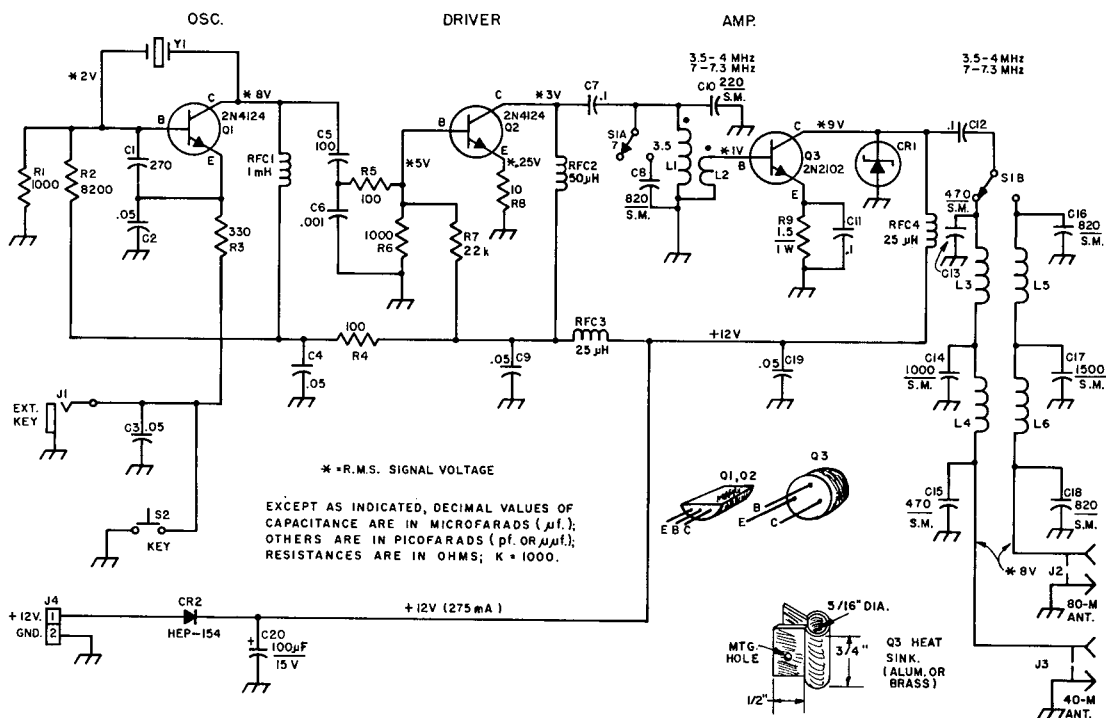 OSC.
DRIVER
AMP.
Y1
*2V
*8V
C
2N4124
Q1
B
E
C1
270
R1
1000
R2
8200
.05
C2
330
R3
RFC1
1mH
C5
100
R5
100
C6
.001
*5V
1000
R6
R7
22k
B
C
2N4124
Q2
E
*.25V
10
R8
*3V
RFC2
50µH
C7
.1
3.5-4 MHz
7-7.3 MHz
C10
220
S.M.
S1A
7
3.5
C8
820
S.M.
L1
L2
*1V
B
C
Q3
2N2102
E
*9V
R9
1.5
1W
C11
.1
CR1
RFC4
25 µH
3.5-4 MHz
7-7.3 MHz
.1
C12
S1B
470
S.M.
C13
C16
820
S.M.
L3
L5
C14
1000
S.M.
C17
1500
S.M.
L4
L6
C15
470
S.M.
C18
820
S.M.
*8V
J2
80-M
ANT.
J3
40-M
ANT.
C4
.05
100
R4
.05
C9
RFC3
25 µH
+12V
.05
C19
J1
EXT.
KEY
C3
.05
S2
KEY
* = R.M.S. SIGNAL VOLTAGE
EXCEPT AS INDICATED, DECIMAL VALUES OF
CAPACITANCE ARE IN MICROFARADS (µf.);
OTHERS ARE IN PICOFARADS (pf. OR µµf.);
RESISTANCES ARE IN OHMS; K = 1000.
Q1,Q2
E B C
Q3
B
E
C
J4
+12V.
1
GND.
2
CR2
HEP-154
+12V (275mA)
+
C20
100µF
15V
5/16" DIA.
MTG.
HOLE
3/4"
1/2"
Q3 HEAT
SINK.
(ALUM. OR
BRASS)